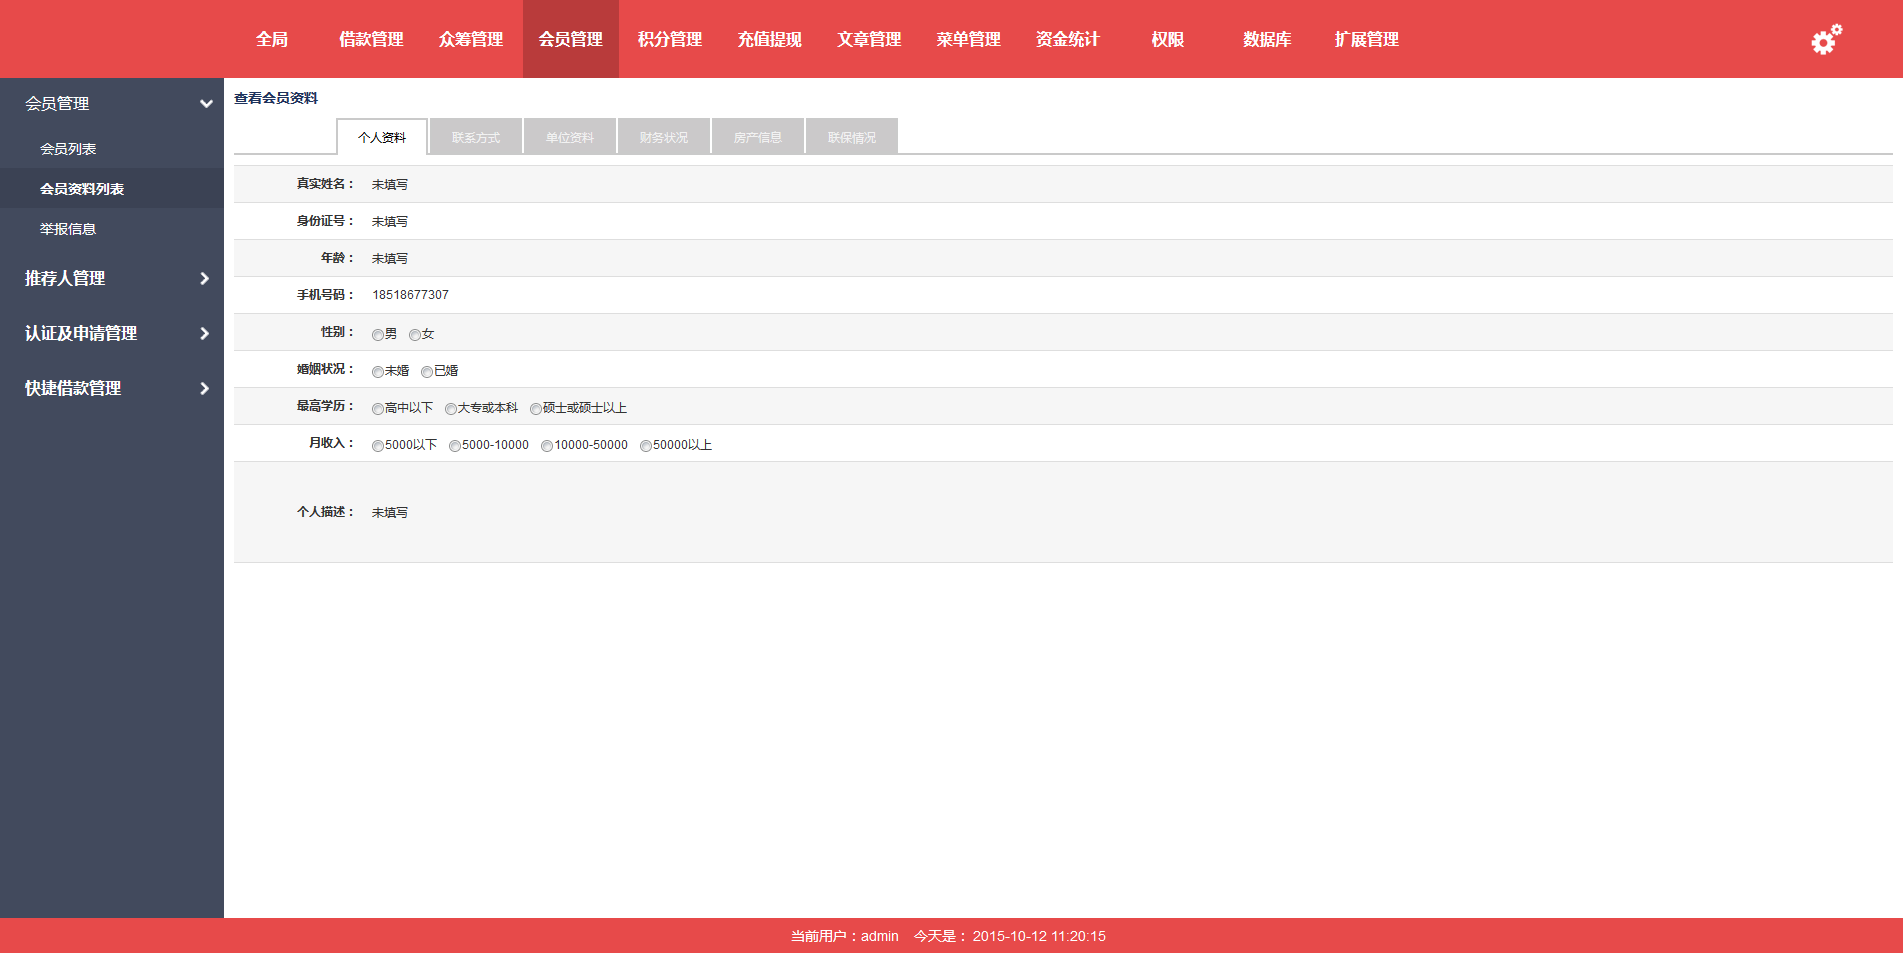 全局 借款管理 众筹管理 会员管理 积分管理 充值提现 文章管理 菜单管理 资金统计 权限 数据库 扩展管理
会员管理
会员列表
会员资料列表
举报信息
推荐人管理
认证及申请管理
快捷借款管理
查看会员资料
个人资料 联系方式 单位资料 财务状况 房产信息 联保情况
真实姓名： 未填写
身份证号： 未填写
年龄： 未填写
手机号码： 18518677307
性别： 男 女
婚姻状况： 未婚 已婚
最高学历： 高中以下 大专或本科 硕士或硕士以上
月收入： 5000以下 5000-10000 10000-50000 50000以上
个人描述： 未填写
当前用户：admin 今天是： 2015-10-12 11:20:15